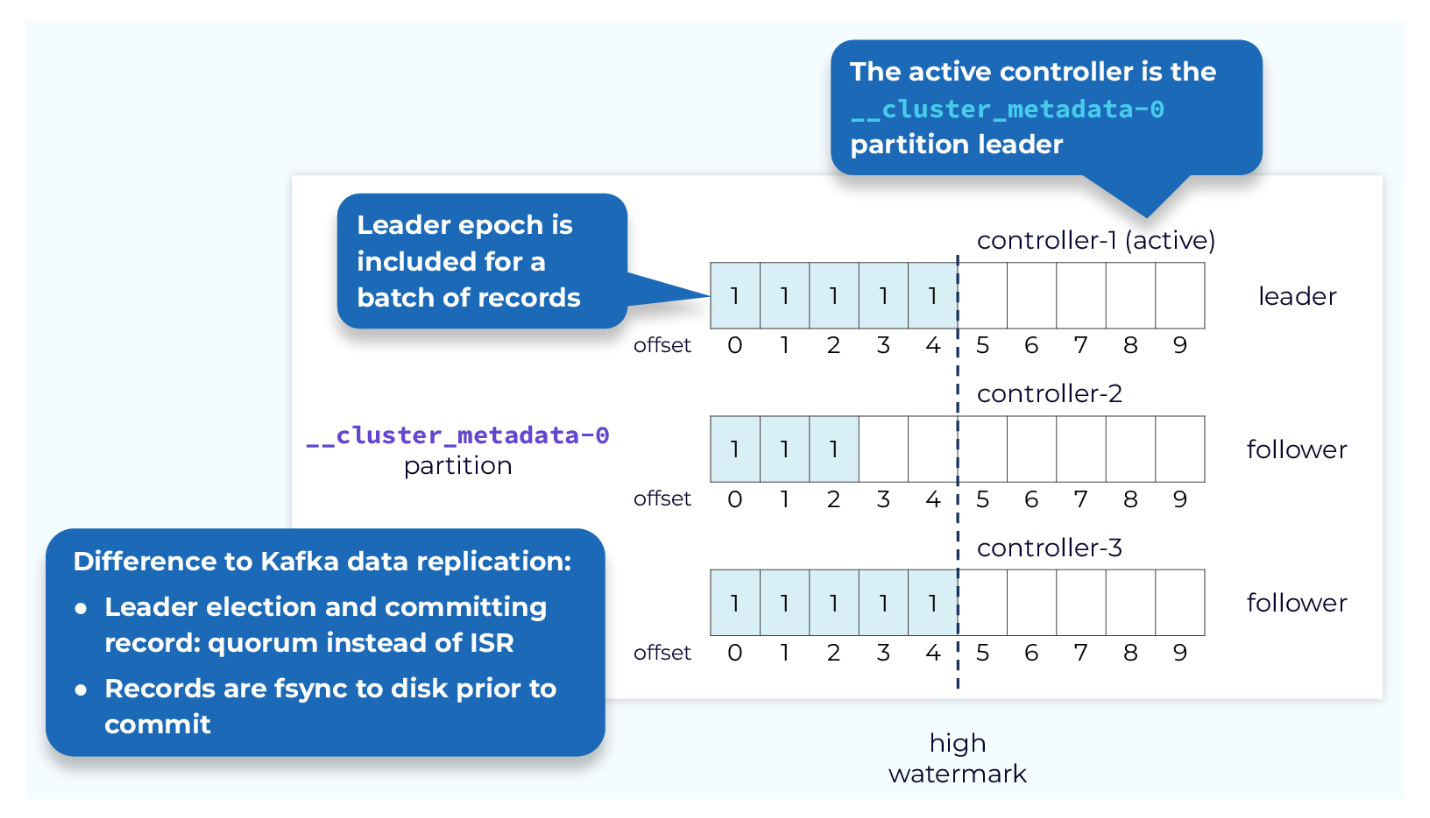 The active controller is the
__cluster_metadata-0
partition leader
Leader epoch is
included for a
batch of records
controller-1 (active)
1 1 1 1 1
leader
offset 0 1 2 3 4 5 6 7 8 9
controller-2
__cluster_metadata-0
partition
1 1 1
follower
offset 0 1 2 3 4 5 6 7 8 9
controller-3
1 1 1 1 1
follower
offset 0 1 2 3 4 5 6 7 8 9
Difference to Kafka data replication:
● Leader election and committing
record: quorum instead of ISR
● Records are fsync to disk prior to
commit
high
watermark